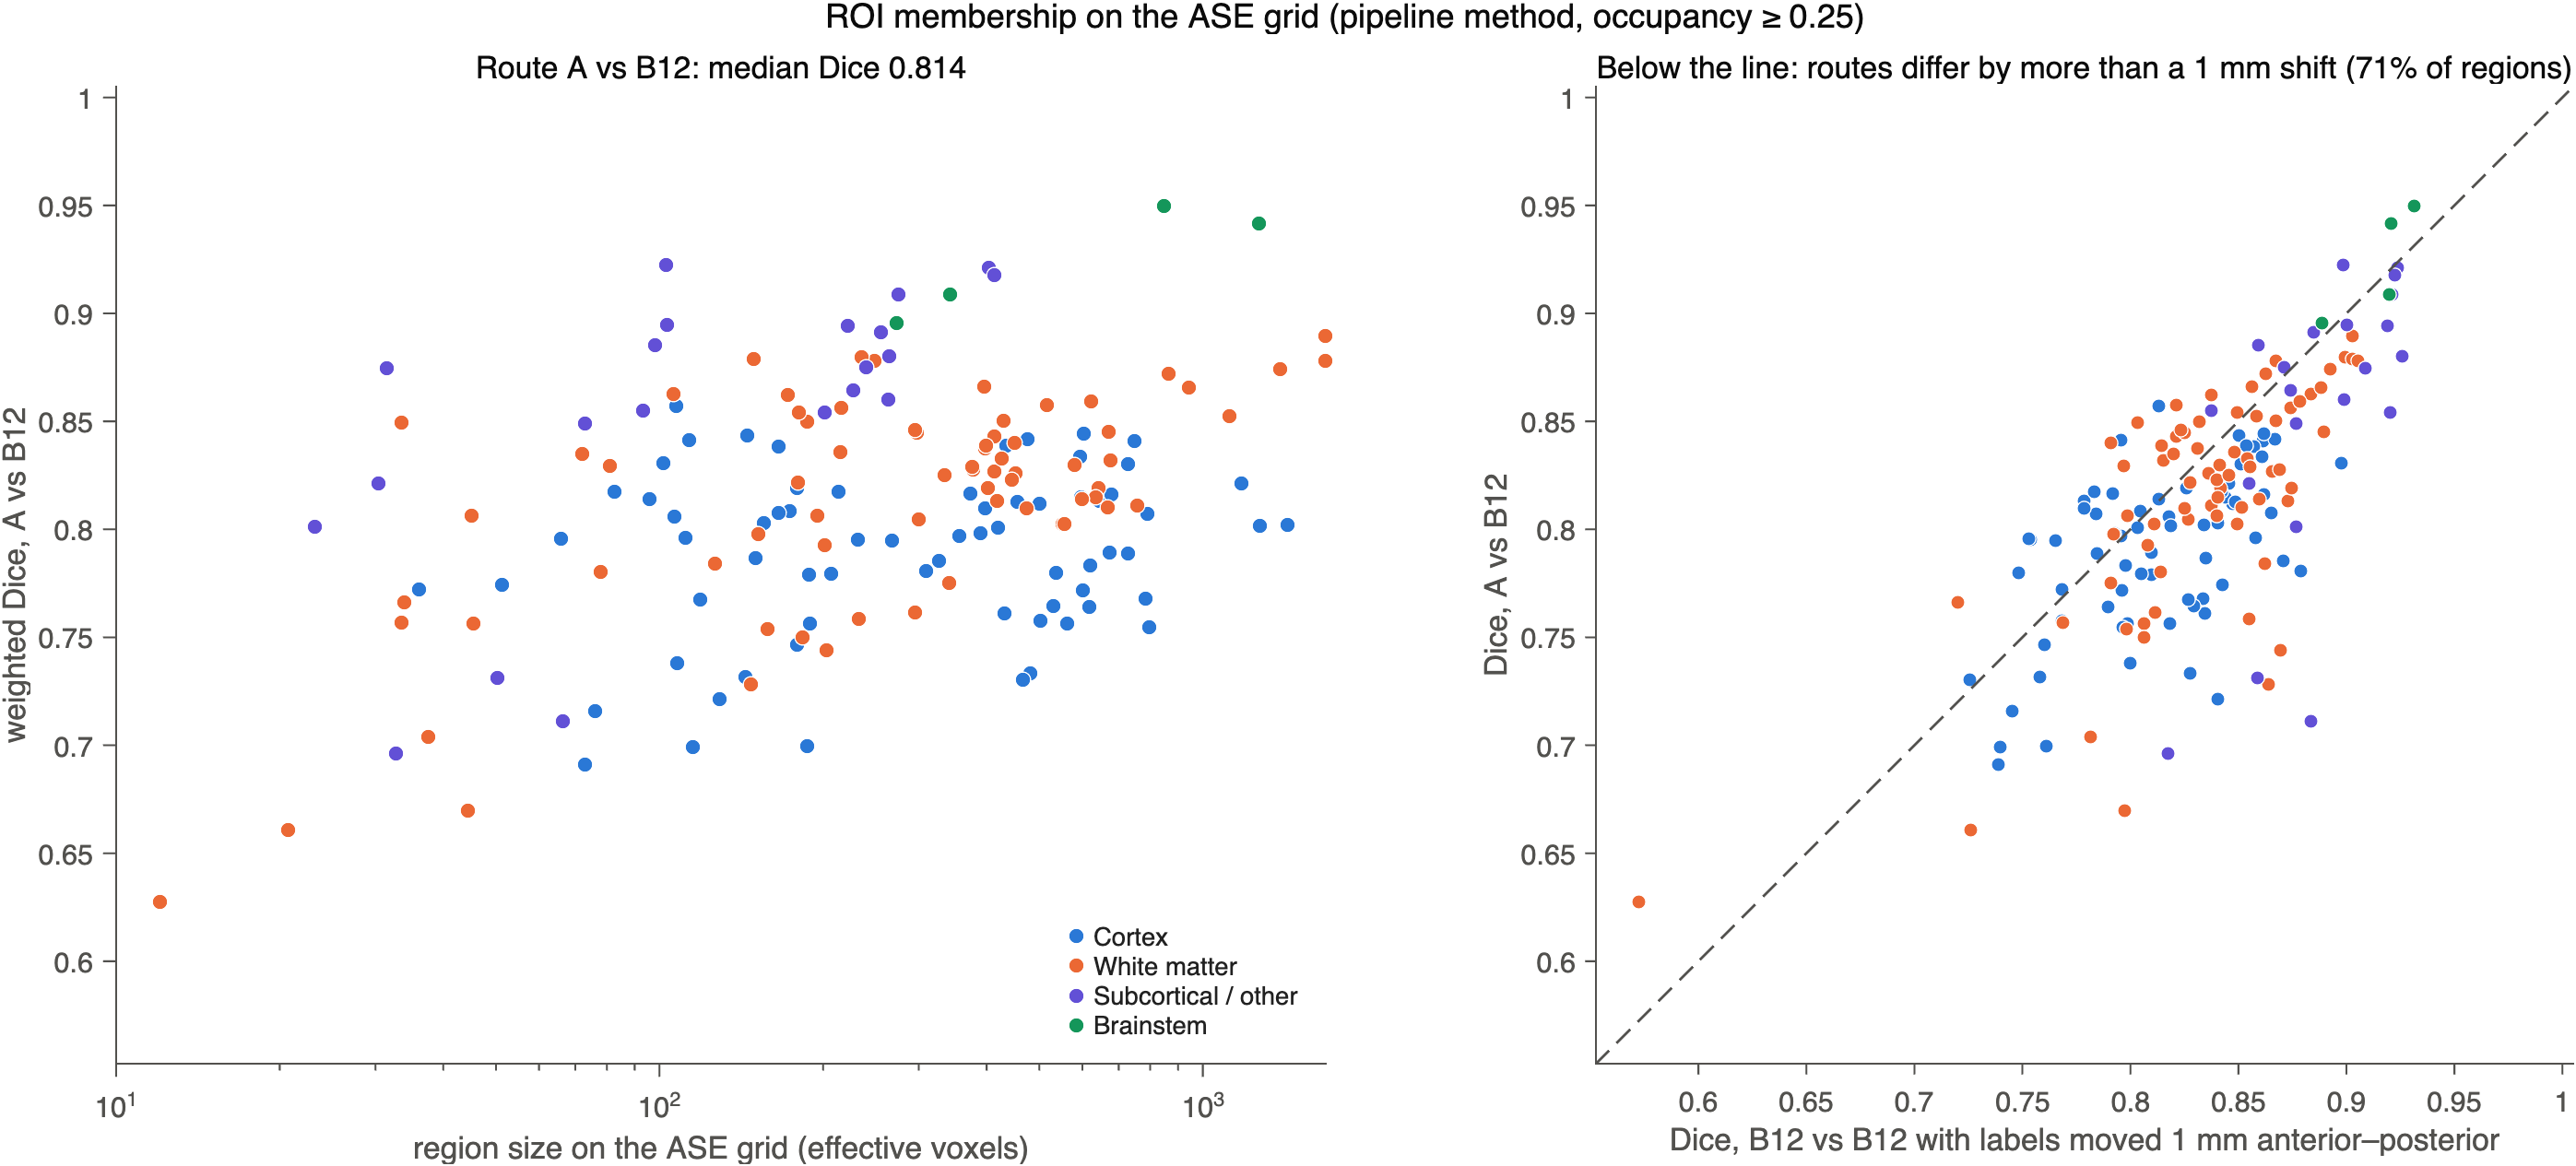 ROI membership on the ASE grid (pipeline method, occupancy ≥ 0.25)
Route A vs B12: median Dice 0.814
1
0.95
0.9
0.85
0.8
0.75
0.7
0.65
0.6
weighted Dice, A vs B12
10¹
10²
10³
region size on the ASE grid (effective voxels)
Cortex
White matter
Subcortical / other
Brainstem
Below the line: routes differ by more than a 1 mm shift (71% of regions)
1
0.95
0.9
0.85
0.8
0.75
0.7
0.65
0.6
Dice, A vs B12
0.6
0.65
0.7
0.75
0.8
0.85
0.9
0.95
1
Dice, B12 vs B12 with labels moved 1 mm anterior–posterior